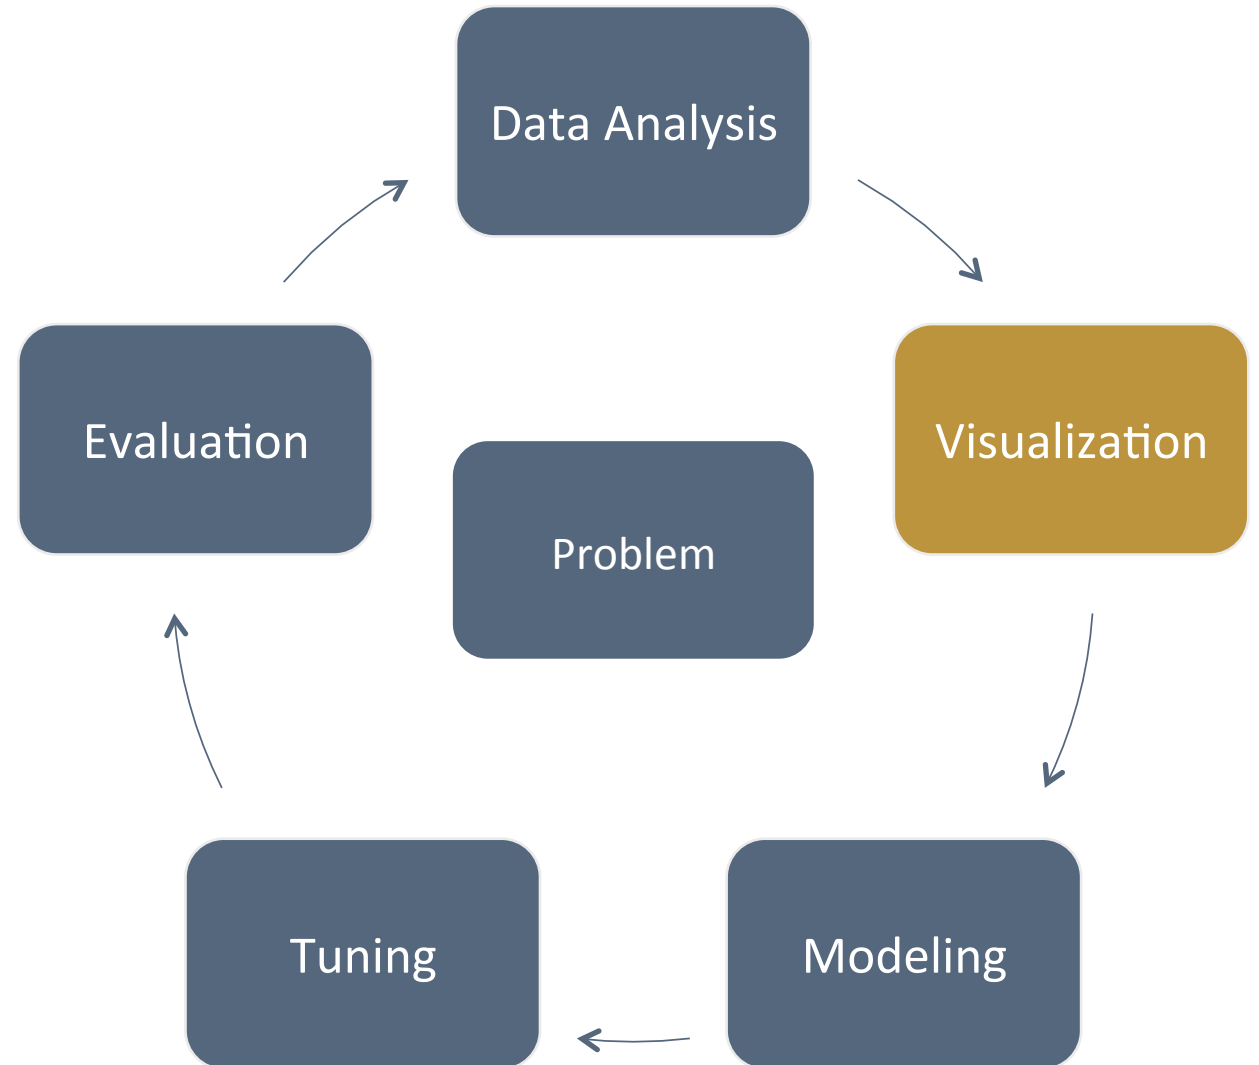 Data Analysis
Evaluation
Visualization
Problem
Tuning
Modeling